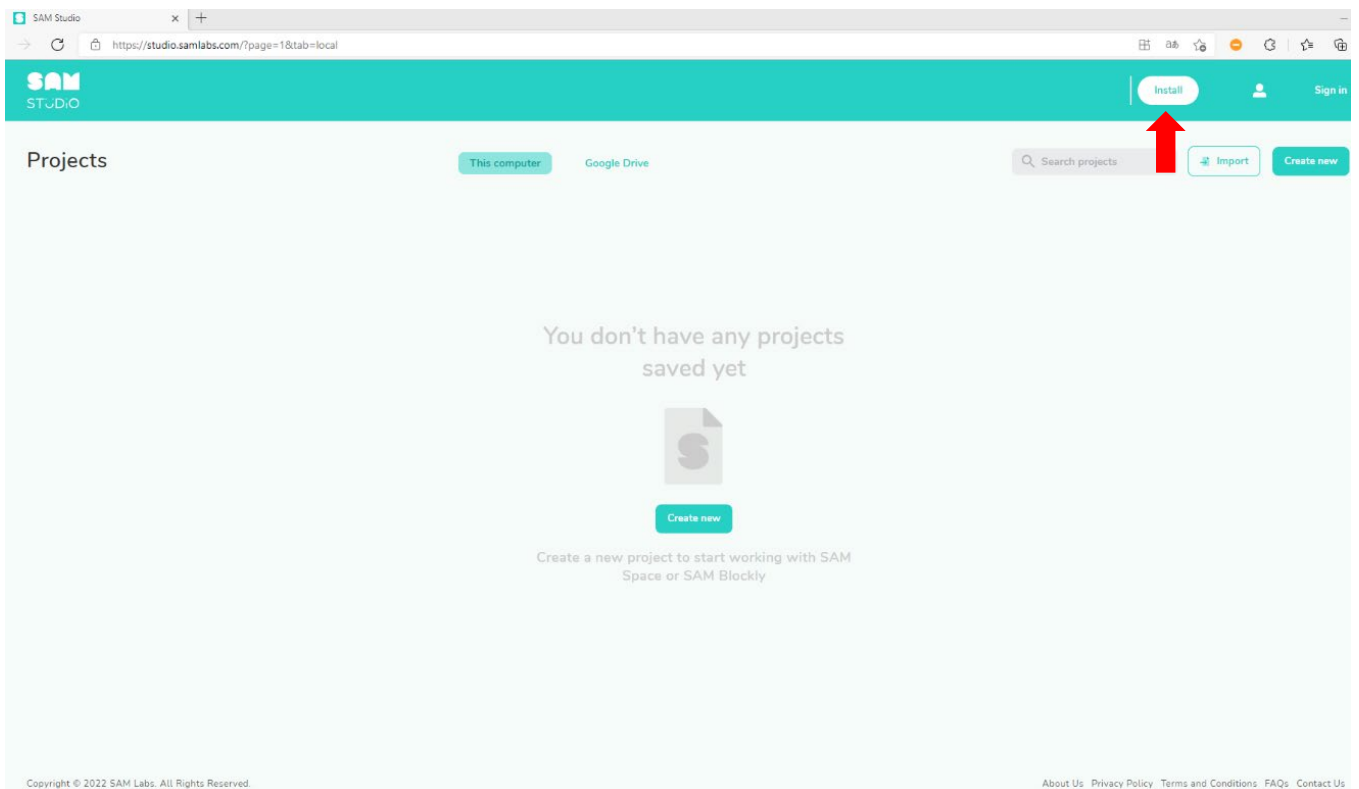 SAM Studio
https://studio.samlabs.com/?page=1&tab=local
SAM
STUDIO
Install
Sign in
Projects
This computer
Google Drive
Search projects
Import
Create new
You don't have any projects
saved yet
S
Create new
Create a new project to start working with SAM
Space or SAM Blockly
Copyright © 2022 SAM Labs. All Rights Reserved.
About Us Privacy Policy Terms and Conditions FAQs Contact Us